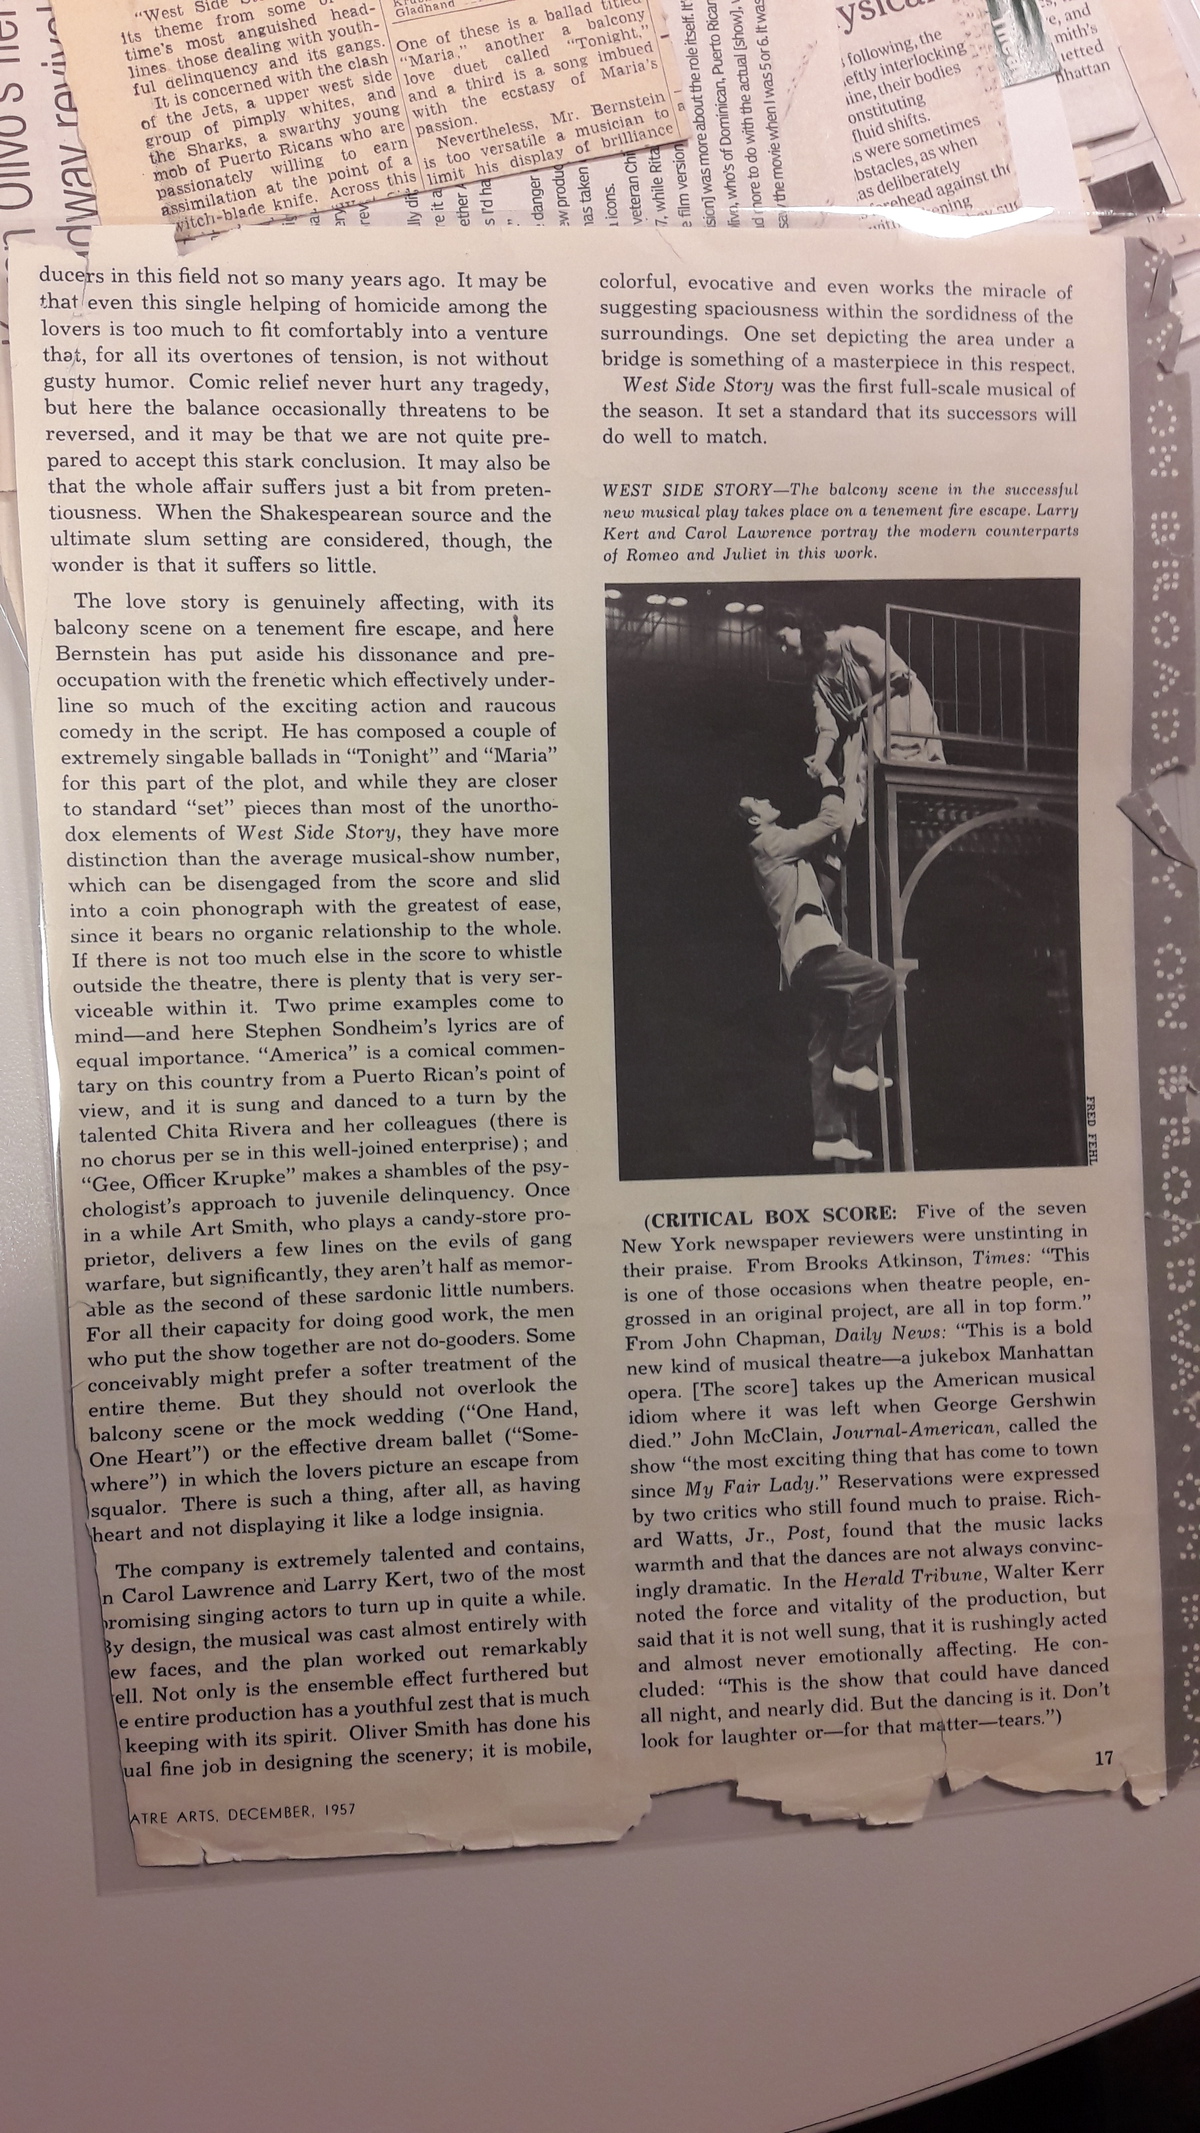 its theme from some
time's most anguished head-
lines those dealing with youth-
ful delinquency and its gangs.
It is concerned with the clash
of the Jets, a upper west side
group of pimply whites, and
the Sharks, a swarthy young
mob of Puerto Ricans who are
passionately willing to earn
assimilation at the point of a
witch-blade knife. Across this
Gladhand
One of these is a ballad titled
"Maria," another a balcony
love duet called "Tonight,"
and a third is a song imbued
with the ecstasy of Maria's
passion.
Nevertheless, Mr. Bernstein
is too versatile a musician to
limit his display of brilliance
following, the
eftly interlocking
ine, their bodies
onstituting
fluid shifts.
s were sometimes
bstacles, as when
as deliberately
orehead against the
ducers in this field not so many years ago. It may be
that even this single helping of homicide among the
lovers is too much to fit comfortably into a venture
that, for all its overtones of tension, is not without
gusty humor. Comic relief never hurt any tragedy,
but here the balance occasionally threatens to be
reversed, and it may be that we are not quite pre-
pared to accept this stark conclusion. It may also be
that the whole affair suffers just a bit from preten-
tiousness. When the Shakespearean source and the
ultimate slum setting are considered, though, the
wonder is that it suffers so little.
The love story is genuinely affecting, with its
balcony scene on a tenement fire escape, and here
Bernstein has put aside his dissonance and pre-
occupation with the frenetic which effectively under-
line so much of the exciting action and raucous
comedy in the script. He has composed a couple of
extremely singable ballads in "Tonight" and "Maria"
for this part of the plot, and while they are closer
to standard "set" pieces than most of the unortho-
dox elements of West Side Story, they have more
distinction than the average musical-show number,
which can be disengaged from the score and slid
into a coin phonograph with the greatest of ease,
since it bears no organic relationship to the whole.
If there is not too much else in the score to whistle
outside the theatre, there is plenty that is very ser-
viceable within it. Two prime examples come to
mind—and here Stephen Sondheim's lyrics are of
equal importance. "America" is a comical commen-
tary on this country from a Puerto Rican's point of
view, and it is sung and danced to a turn by the
talented Chita Rivera and her colleagues (there is
no chorus per se in this well-joined enterprise); and
"Gee, Officer Krupke" makes a shambles of the psy-
chologist's approach to juvenile delinquency. Once
in a while Art Smith, who plays a candy-store pro-
prietor, delivers a few lines on the evils of gang
warfare, but significantly, they aren't half as memor-
able as the second of these sardonic little numbers.
For all their capacity for doing good work, the men
who put the show together are not do-gooders. Some
conceivably might prefer a softer treatment of the
entire theme. But they should not overlook the
balcony scene or the mock wedding ("One Hand,
One Heart") or the effective dream ballet ("Some-
where") in which the lovers picture an escape from
squalor. There is such a thing, after all, as having
heart and not displaying it like a lodge insignia.
The company is extremely talented and contains,
n Carol Lawrence and Larry Kert, two of the most
promising singing actors to turn up in quite a while.
By design, the musical was cast almost entirely with
ew faces, and the plan worked out remarkably
ell. Not only is the ensemble effect furthered but
e entire production has a youthful zest that is much
keeping with its spirit. Oliver Smith has done his
ual fine job in designing the scenery; it is mobile,
ATRE ARTS, DECEMBER, 1957
colorful, evocative and even works the miracle of
suggesting spaciousness within the sordidness of the
surroundings. One set depicting the area under a
bridge is something of a masterpiece in this respect.
West Side Story was the first full-scale musical of
the season. It set a standard that its successors will
do well to match.
WEST SIDE STORY—The balcony scene in the successful
new musical play takes place on a tenement fire escape. Larry
Kert and Carol Lawrence portray the modern counterparts
of Romeo and Juliet in this work.
FRED FEHL
(CRITICAL BOX SCORE: Five of the seven
New York newspaper reviewers were unstinting in
their praise. From Brooks Atkinson, Times: "This
is one of those occasions when theatre people, en-
grossed in an original project, are all in top form."
From John Chapman, Daily News: "This is a bold
new kind of musical theatre—a jukebox Manhattan
opera. [The score] takes up the American musical
idiom where it was left when George Gershwin
died." John McClain, Journal-American, called the
show "the most exciting thing that has come to town
since My Fair Lady." Reservations were expressed
by two critics who still found much to praise. Rich-
ard Watts, Jr., Post, found that the music lacks
warmth and that the dances are not always convinc-
ingly dramatic. In the Herald Tribune, Walter Kerr
noted the force and vitality of the production, but
said that it is not well sung, that it is rushingly acted
and almost never emotionally affecting. He con-
cluded: "This is the show that could have danced
all night, and nearly did. But the dancing is it. Don't
look for laughter or—for that matter—tears.")
17